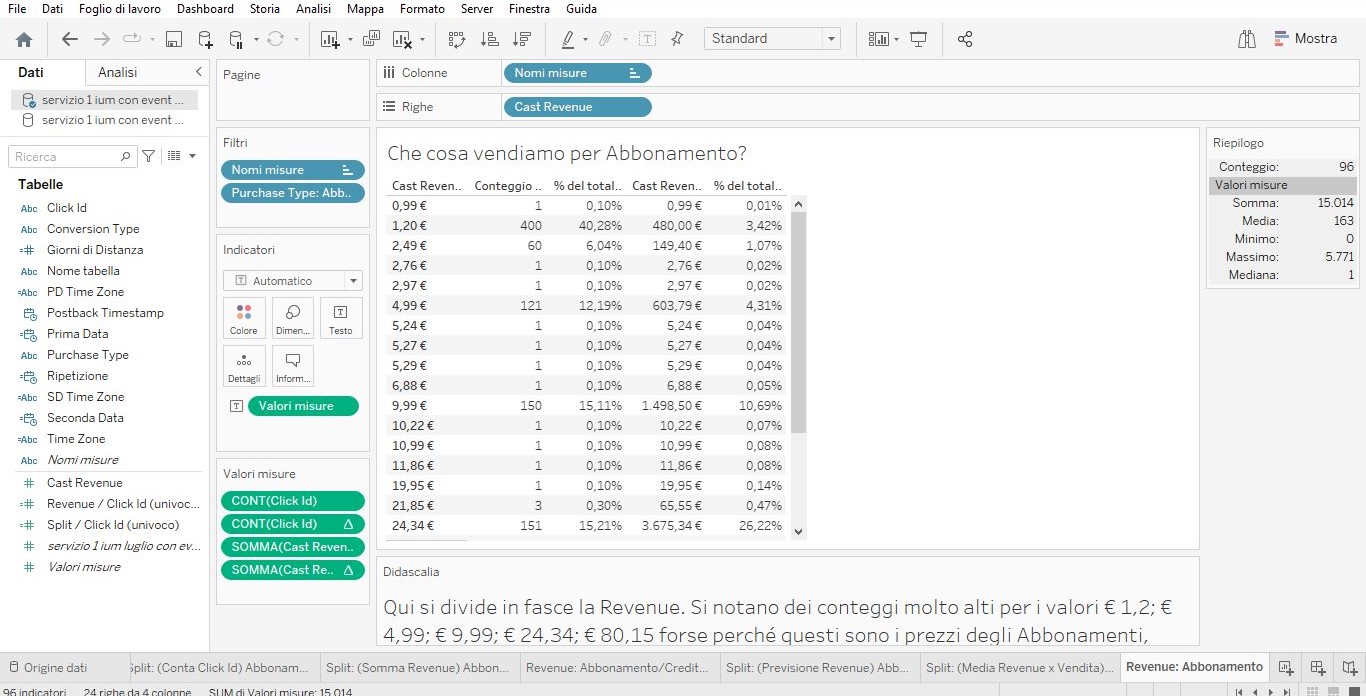 File Dati Foglio di lavoro Dashboard Storia Analisi Mappa Formato Server Finestra Guida
Standard
Mostra
Dati Analisi
servizio 1 ium con event ...
servizio 1 ium con event ...
Ricerca
Tabelle
Abc Click Id
Abc Conversion Type
=# Giorni di Distanza
Abc Nome tabella
=Abc PD Time Zone
Postback Timestamp
Prima Data
Abc Purchase Type
Ripetizione
=Abc SD Time Zone
Seconda Data
=Abc Time Zone
Abc Nomi misure
# Cast Revenue
=# Revenue / Click Id (univoc...
=# Split / Click Id (univoco)
# servizio 1 ium luglio con ev...
# Valori misure
Pagine
Filtri
Nomi misure
Purchase Type: Abb..
Indicatori
T Automatico
Colore
Dimen...
Testo
Dettagli
Inform...
T Valori misure
Valori misure
CONT(Click Id)
CONT(Click Id) Δ
SOMMA(Cast Reven..
SOMMA(Cast Re.. Δ
Colonne Nomi misure
Righe Cast Revenue
Che cosa vendiamo per Abbonamento?
Cast Reven.. Conteggio .. % del total.. Cast Reven.. % del total..
0,99 € 1 0,10% 0,99 € 0,01%
1,20 € 400 40,28% 480,00 € 3,42%
2,49 € 60 6,04% 149,40 € 1,07%
2,76 € 1 0,10% 2,76 € 0,02%
2,97 € 1 0,10% 2,97 € 0,02%
4,99 € 121 12,19% 603,79 € 4,31%
5,24 € 1 0,10% 5,24 € 0,04%
5,27 € 1 0,10% 5,27 € 0,04%
5,29 € 1 0,10% 5,29 € 0,04%
6,88 € 1 0,10% 6,88 € 0,05%
9,99 € 150 15,11% 1.498,50 € 10,69%
10,22 € 1 0,10% 10,22 € 0,07%
10,99 € 1 0,10% 10,99 € 0,08%
11,86 € 1 0,10% 11,86 € 0,08%
19,95 € 1 0,10% 19,95 € 0,14%
21,85 € 3 0,30% 65,55 € 0,47%
24,34 € 151 15,21% 3.675,34 € 26,22%
Didascalia
Qui si divide in fasce la Revenue. Si notano dei conteggi molto alti per i valori € 1,2; €
4,99; € 9,99; € 24,34; € 80,15 forse perché questi sono i prezzi degli Abbonamenti,
Riepilogo
Conteggio: 96
Valori misure
Somma: 15.014
Media: 163
Minimo: 0
Massimo: 5.771
Mediana: 1
Origine dati
Split: (Conta Click Id) Abbonam...
Split: (Somma Revenue) Abbon...
Revenue: Abbonamento/Credit...
Split: (Previsione Revenue) Abb...
Split: (Media Revenue x Vendita)...
Revenue: Abbonamento
96 indicatori 24 righe da 4 colonne SUM di Valori misure: 15.014